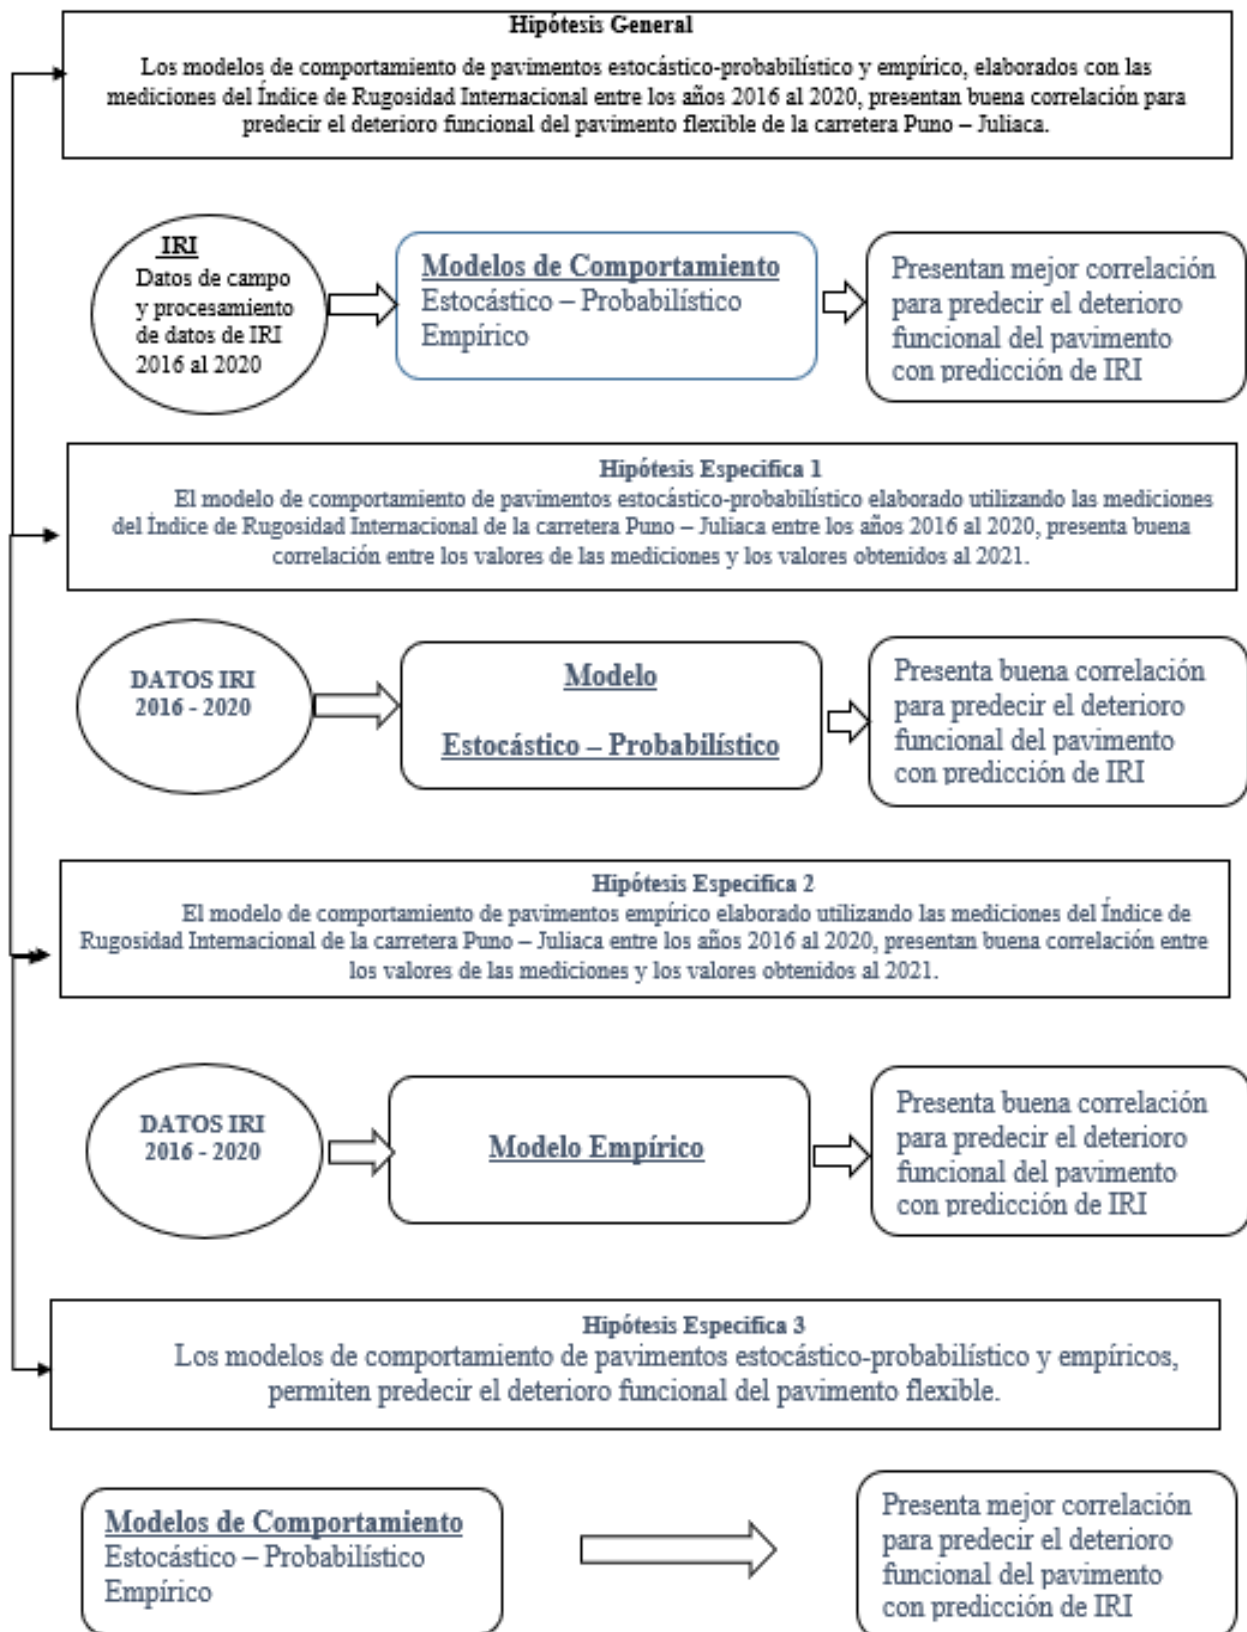 Hipótesis General
Los modelos de comportamiento de pavimentos estocástico-probabilístico y empírico, elaborados con las
mediciones del Índice de Rugosidad Internacional entre los años 2016 al 2020, presentan buena correlación para
predecir el deterioro funcional del pavimento flexible de la carretera Puno – Juliaca.
IRI
Datos de campo
y procesamiento
de datos de IRI
2016 al 2020
Modelos de Comportamiento
Estocástico – Probabilístico
Empírico
Presentan mejor correlación
para predecir el deterioro
funcional del pavimento
con predicción de IRI
Hipótesis Especifica 1
El modelo de comportamiento de pavimentos estocástico-probabilístico elaborado utilizando las mediciones
del Índice de Rugosidad Internacional de la carretera Puno – Juliaca entre los años 2016 al 2020, presenta buena
correlación entre los valores de las mediciones y los valores obtenidos al 2021.
DATOS IRI
2016 - 2020
Modelo
Estocástico – Probabilístico
Presenta buena correlación
para predecir el deterioro
funcional del pavimento
con predicción de IRI
Hipótesis Especifica 2
El modelo de comportamiento de pavimentos empírico elaborado utilizando las mediciones del Índice de
Rugosidad Internacional de la carretera Puno – Juliaca entre los años 2016 al 2020, presentan buena correlación entre
los valores de las mediciones y los valores obtenidos al 2021.
DATOS IRI
2016 - 2020
Modelo Empírico
Presenta buena correlación
para predecir el deterioro
funcional del pavimento
con predicción de IRI
Hipótesis Especifica 3
Los modelos de comportamiento de pavimentos estocástico-probabilístico y empíricos,
permiten predecir el deterioro funcional del pavimento flexible.
Modelos de Comportamiento
Estocástico – Probabilístico
Empírico
Presenta mejor correlación
para predecir el deterioro
funcional del pavimento
con predicción de IRI